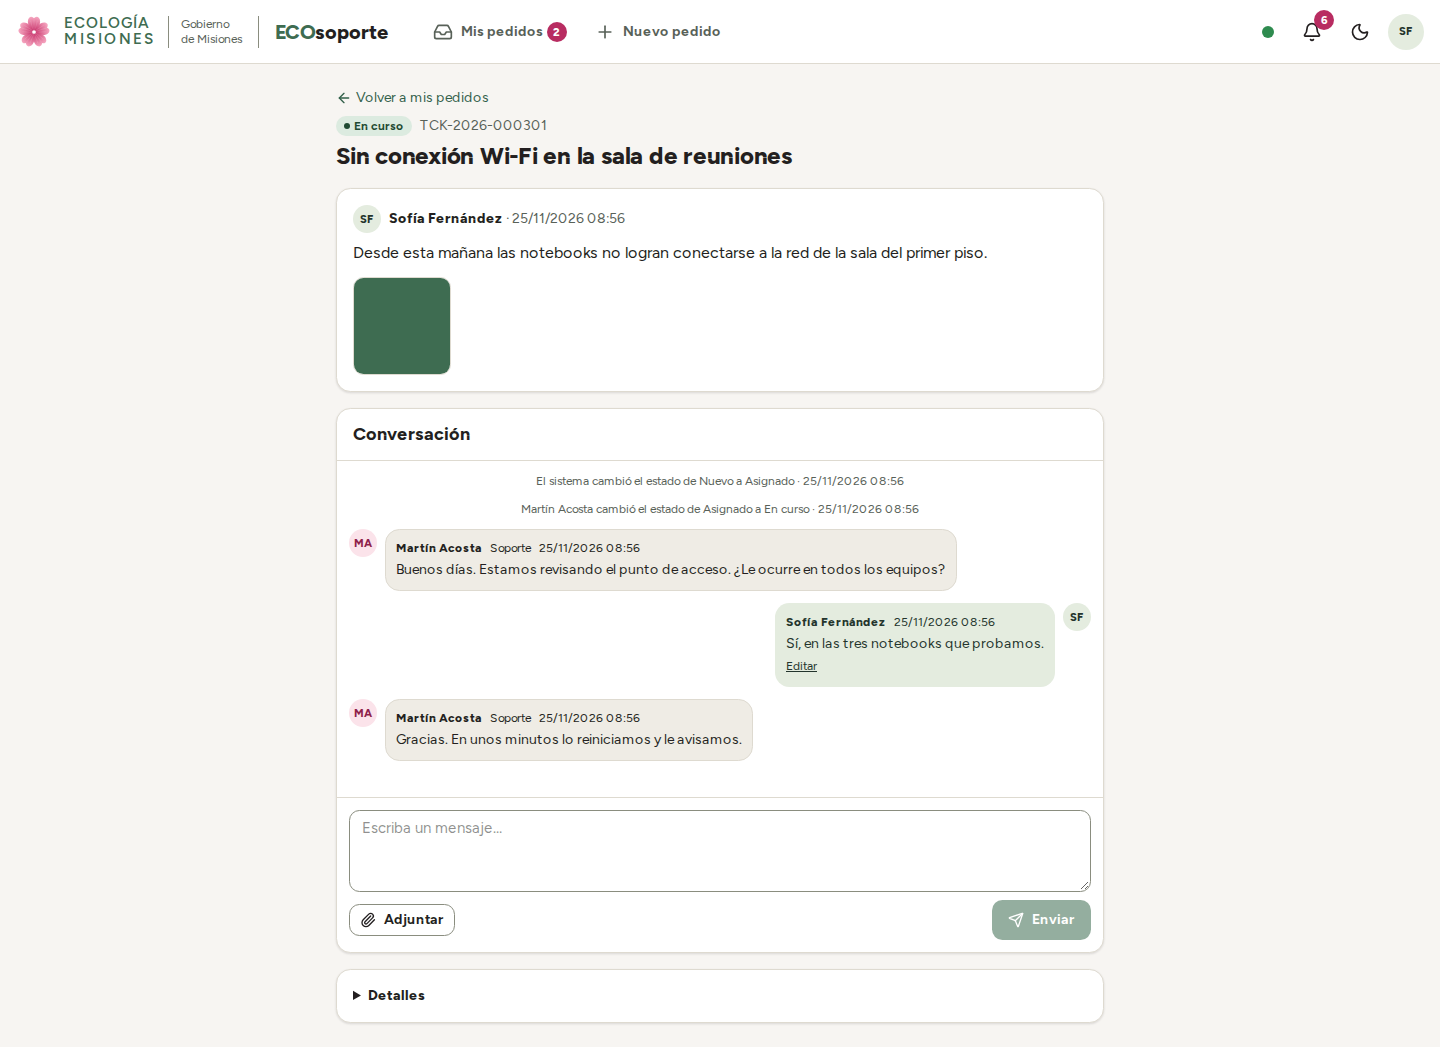 ECOLOGÍA
MISIONES
Gobierno
de Misiones
ECOsoporte
Mis pedidos 2
Nuevo pedido
6
SF
Volver a mis pedidos
En curso TCK-2026-000301
Sin conexión Wi-Fi en la sala de reuniones
SF Sofía Fernández · 25/11/2026 08:56
Desde esta mañana las notebooks no logran conectarse a la red de la sala del primer piso.
Conversación
El sistema cambió el estado de Nuevo a Asignado · 25/11/2026 08:56
Martín Acosta cambió el estado de Asignado a En curso · 25/11/2026 08:56
MA Martín Acosta Soporte 25/11/2026 08:56
Buenos días. Estamos revisando el punto de acceso. ¿Le ocurre en todos los equipos?
Sofía Fernández 25/11/2026 08:56 SF
Sí, en las tres notebooks que probamos.
Editar
MA Martín Acosta Soporte 25/11/2026 08:56
Gracias. En unos minutos lo reiniciamos y le avisamos.
Escriba un mensaje...
Adjuntar
Enviar
Detalles